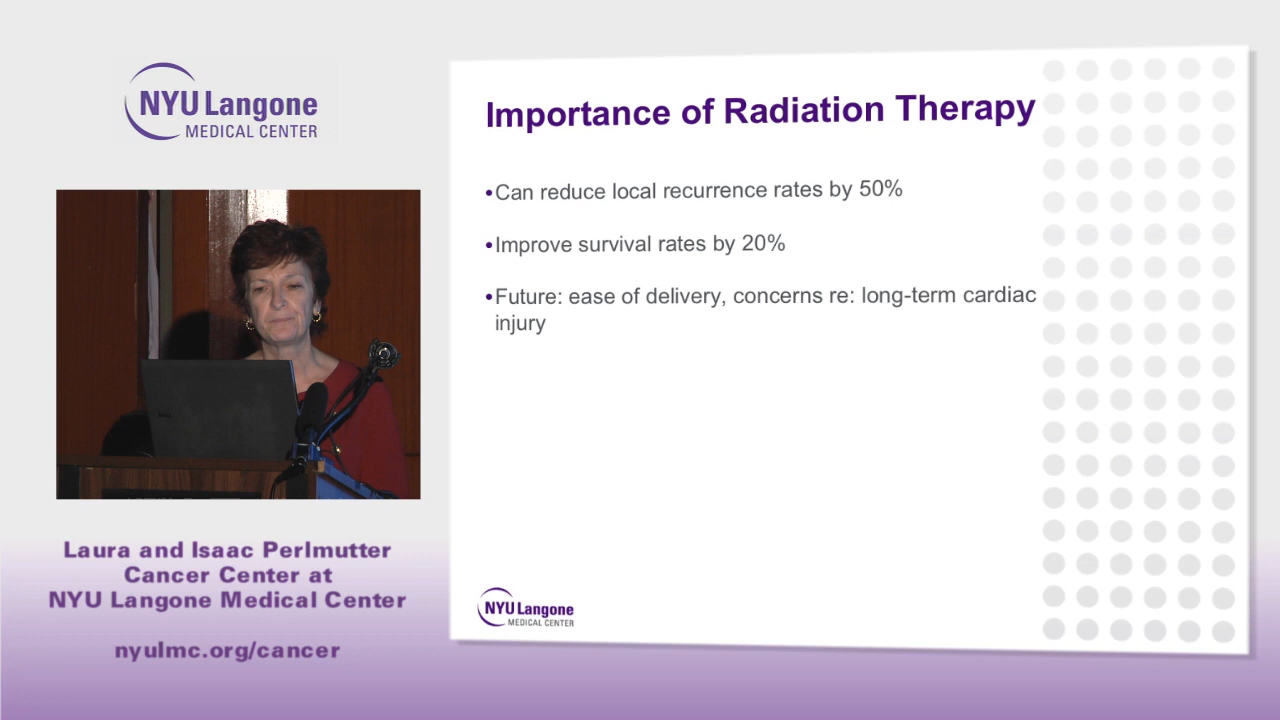 NYU Langone
MEDICAL CENTER
Laura and Isaac Perlmutter
Cancer Center at
NYU Langone Medical Center
nyulmc.org/cancer
Importance of Radiation Therapy
•Can reduce local recurrence rates by 50%
•Improve survival rates by 20%
•Future: ease of delivery, concerns re: long-term cardiac
injury
NYU Langone
MEDICAL CENTER